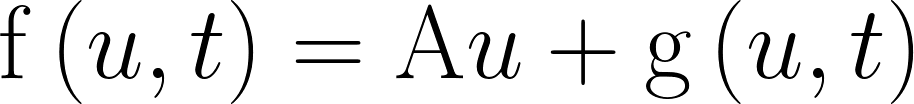 f (u, t) = Au + g (u, t)